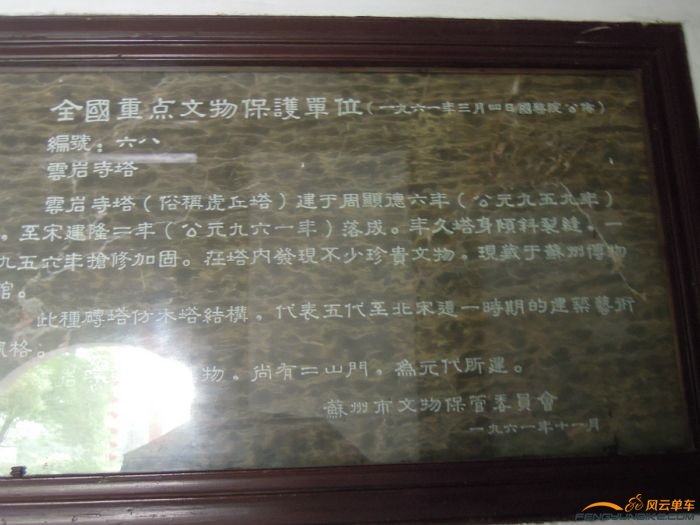 全國重点文物保護單位(一九六一年三月四日國務院公佈)
編號:六八
雲岩寺塔
雲岩寺塔(俗稱虎丘塔)建于周顯德六年(公元九五九年)
,至宋建隆二年(公元九六一年)落成。年久塔身傾斜裂縫,一
九五六年搶修加固。在塔内發現不少珍貴文物,現藏于蘇州博物
館。
此種磚塔仿木塔結構,代表五代至北宋這一時期的建築藝術
風格。
岩 物,尚有二山門,為元代所建。
蘇州市文物保管委員會
一九六一年十一月
风云单车
FENGYUNBIKE.COM